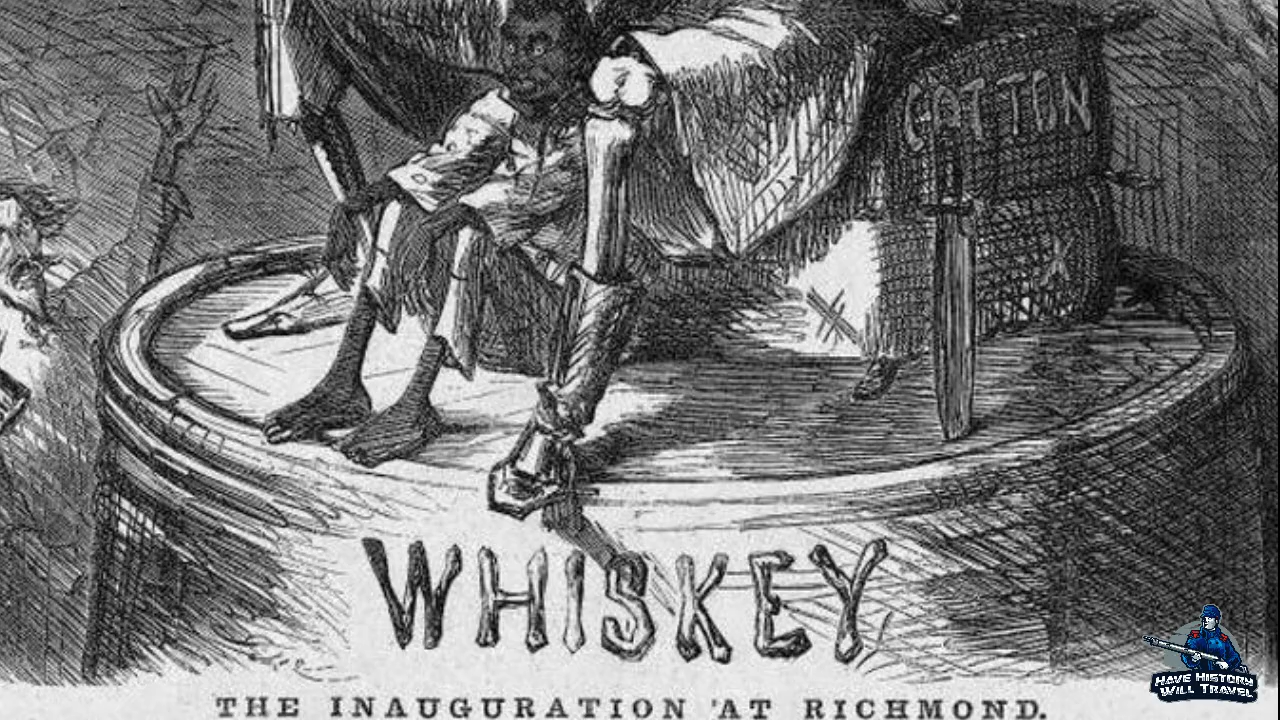 COTTON
X
WHISKEY
THE INAUGURATION AT RICHMOND.
HAVE HISTORY
WILL TRAVEL